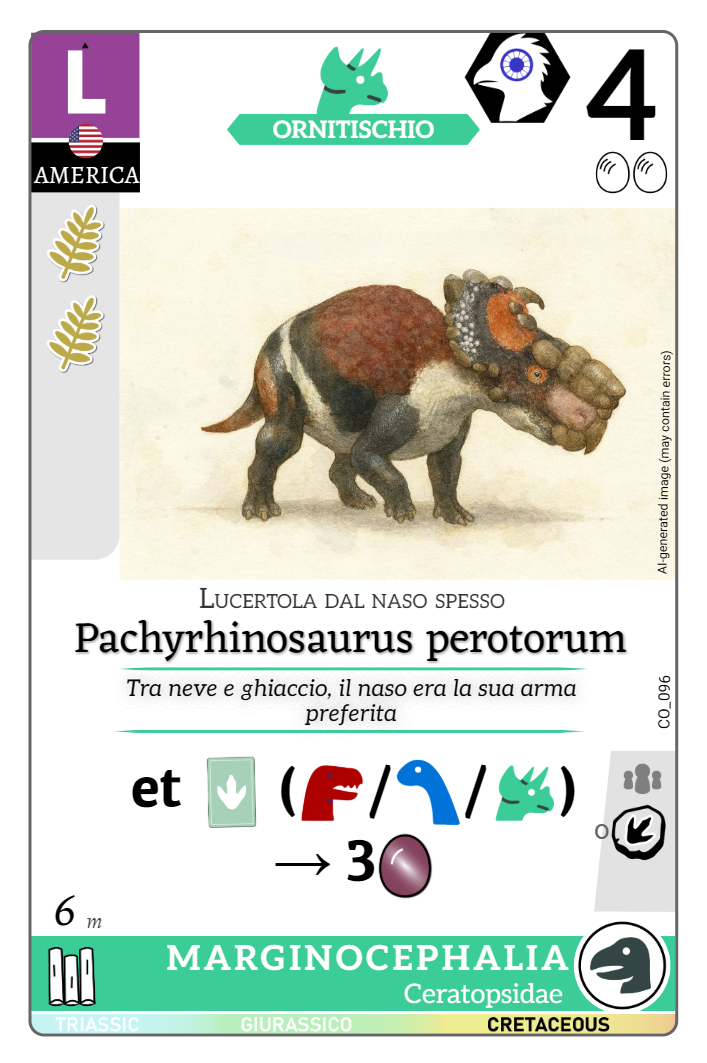 L
AMERICA
ORNITISCHIO
4
AI-generated image (may contain errors)
Lucertola dal naso spesso
Pachyrhinosaurus perotorum
Tra neve e ghiaccio, il naso era la sua arma
preferita
CO_096
et ( / / )
→ 3
o
6 m
MARGINOCEPHALIA
Ceratopsidae
TRIASSIC GIURASSICO CRETACEOUS